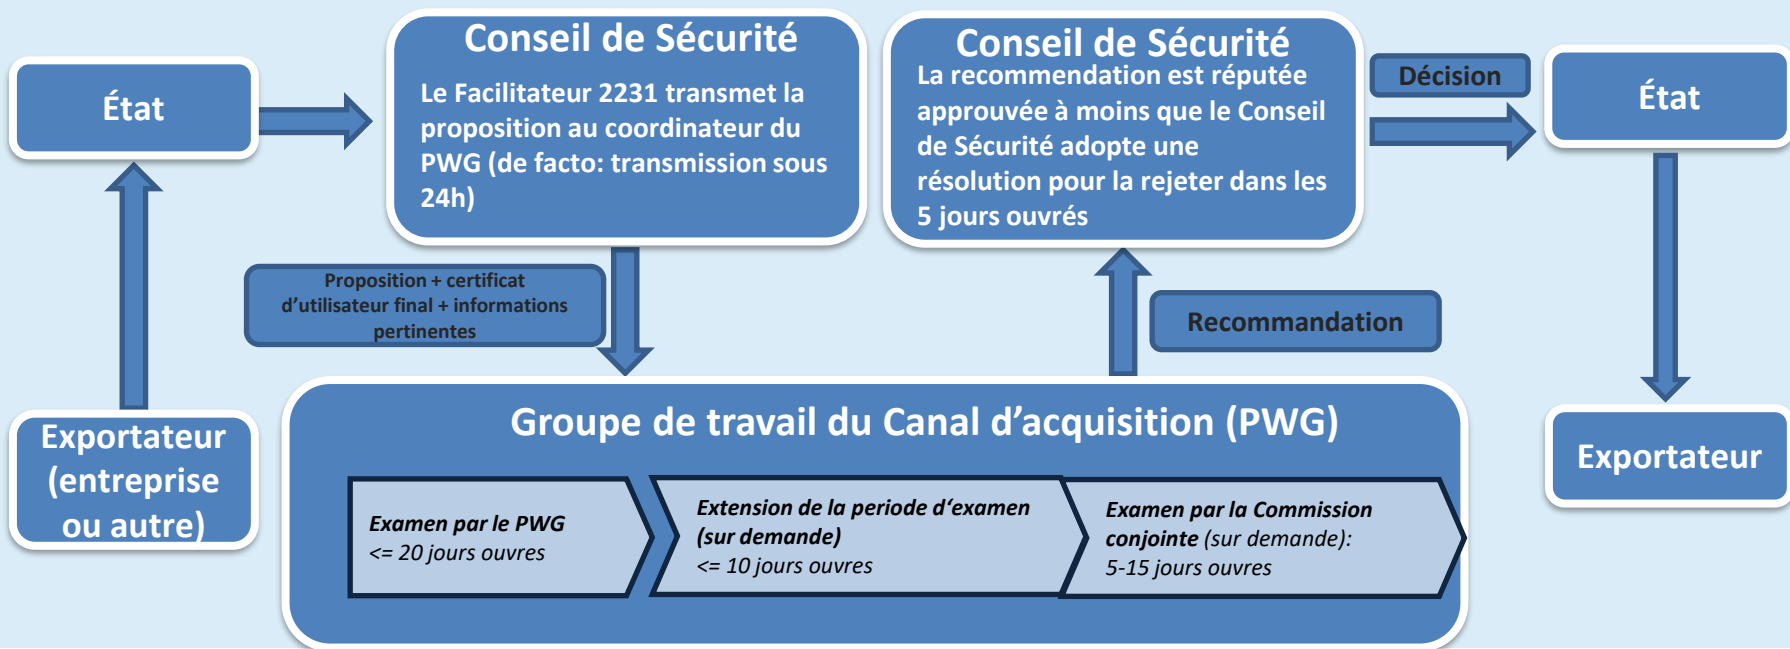 État
Exportateur
(entreprise
ou autre)
Conseil de Sécurité
Le Facilitateur 2231 transmet la
proposition au coordinateur du
PWG (de facto: transmission sous
24h)
Proposition + certificat
d'utilisateur final + informations
pertinentes
Groupe de travail du Canal d'acquisition (PWG)
Examen par le PWG
<= 20 jours ouvres
Extension de la periode d‘examen
(sur demande)
<= 10 jours ouvres
Examen par la Commission
conjointe (sur demande):
5-15 jours ouvres
Recommandation
Conseil de Sécurité
La recommendation est réputée
approuvée à moins que le Conseil
de Sécurité adopte une
résolution pour la rejeter dans les
5 jours ouvrés
Décision
État
Exportateur